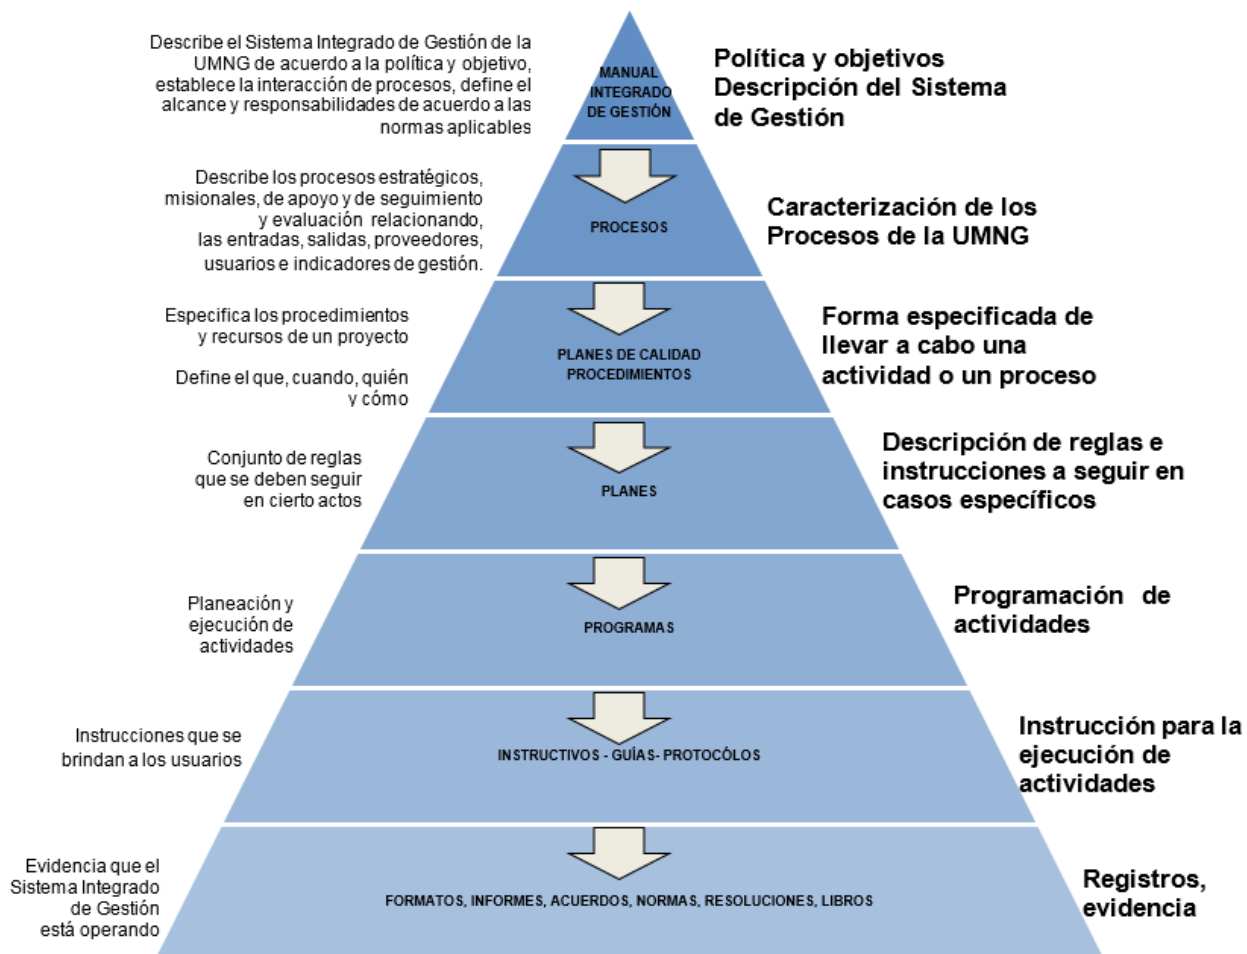 Describe el Sistema Integrado de Gestión de la
UMNG de acuerdo a la política y objetivo,
establece la interacción de procesos, define el
alcance y responsabilidades de acuerdo a las
normas aplicables
MANUAL
INTEGRADO
DE GESTIÓN
Política y objetivos
Descripción del Sistema
de Gestión
Describe los procesos estratégicos,
misionales, de apoyo y de seguimiento
y evaluación relacionando,
las entradas, salidas, proveedores,
usuarios e indicadores de gestión.
PROCESOS
Caracterización de los
Procesos de la UMNG
Especifica los procedimientos
y recursos de un proyecto
Define el que, cuando, quién
y cómo
PLANES DE CALIDAD
PROCEDIMIENTOS
Forma especificada de
llevar a cabo una
actividad o un proceso
Conjunto de reglas
que se deben seguir
en cierto actos
PLANES
Descripción de reglas e
instrucciones a seguir en
casos específicos
Planeación y
ejecución de
actividades
PROGRAMAS
Programación de
actividades
Instrucciones que se
brindan a los usuarios
INSTRUCTIVOS - GUÍAS- PROTOCÓLOS
Instrucción para la
ejecución de
actividades
Evidencia que el
Sistema Integrado
de Gestión
está operando
FORMATOS, INFORMES, ACUERDOS, NORMAS, RESOLUCIONES, LIBROS
Registros,
evidencia